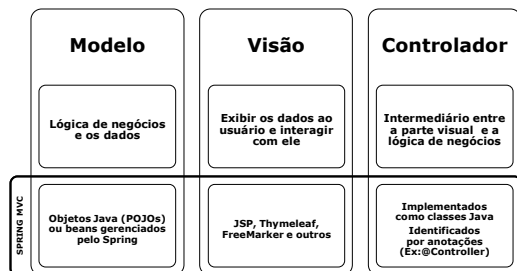 Modelo
Visão
Controlador
Lógica de negócios
e os dados
Exibir os dados ao
usuário e interagir
com ele
Intermediário entre
a parte visual e a
lógica de negócios
SPRING MVC
Objetos Java (POJOs)
ou beans gerenciados
pelo Spring
JSP, Thymeleaf,
FreeMarker e outros
Implementados
como classes Java
Identificados
por anotações
(Ex:@Controller)